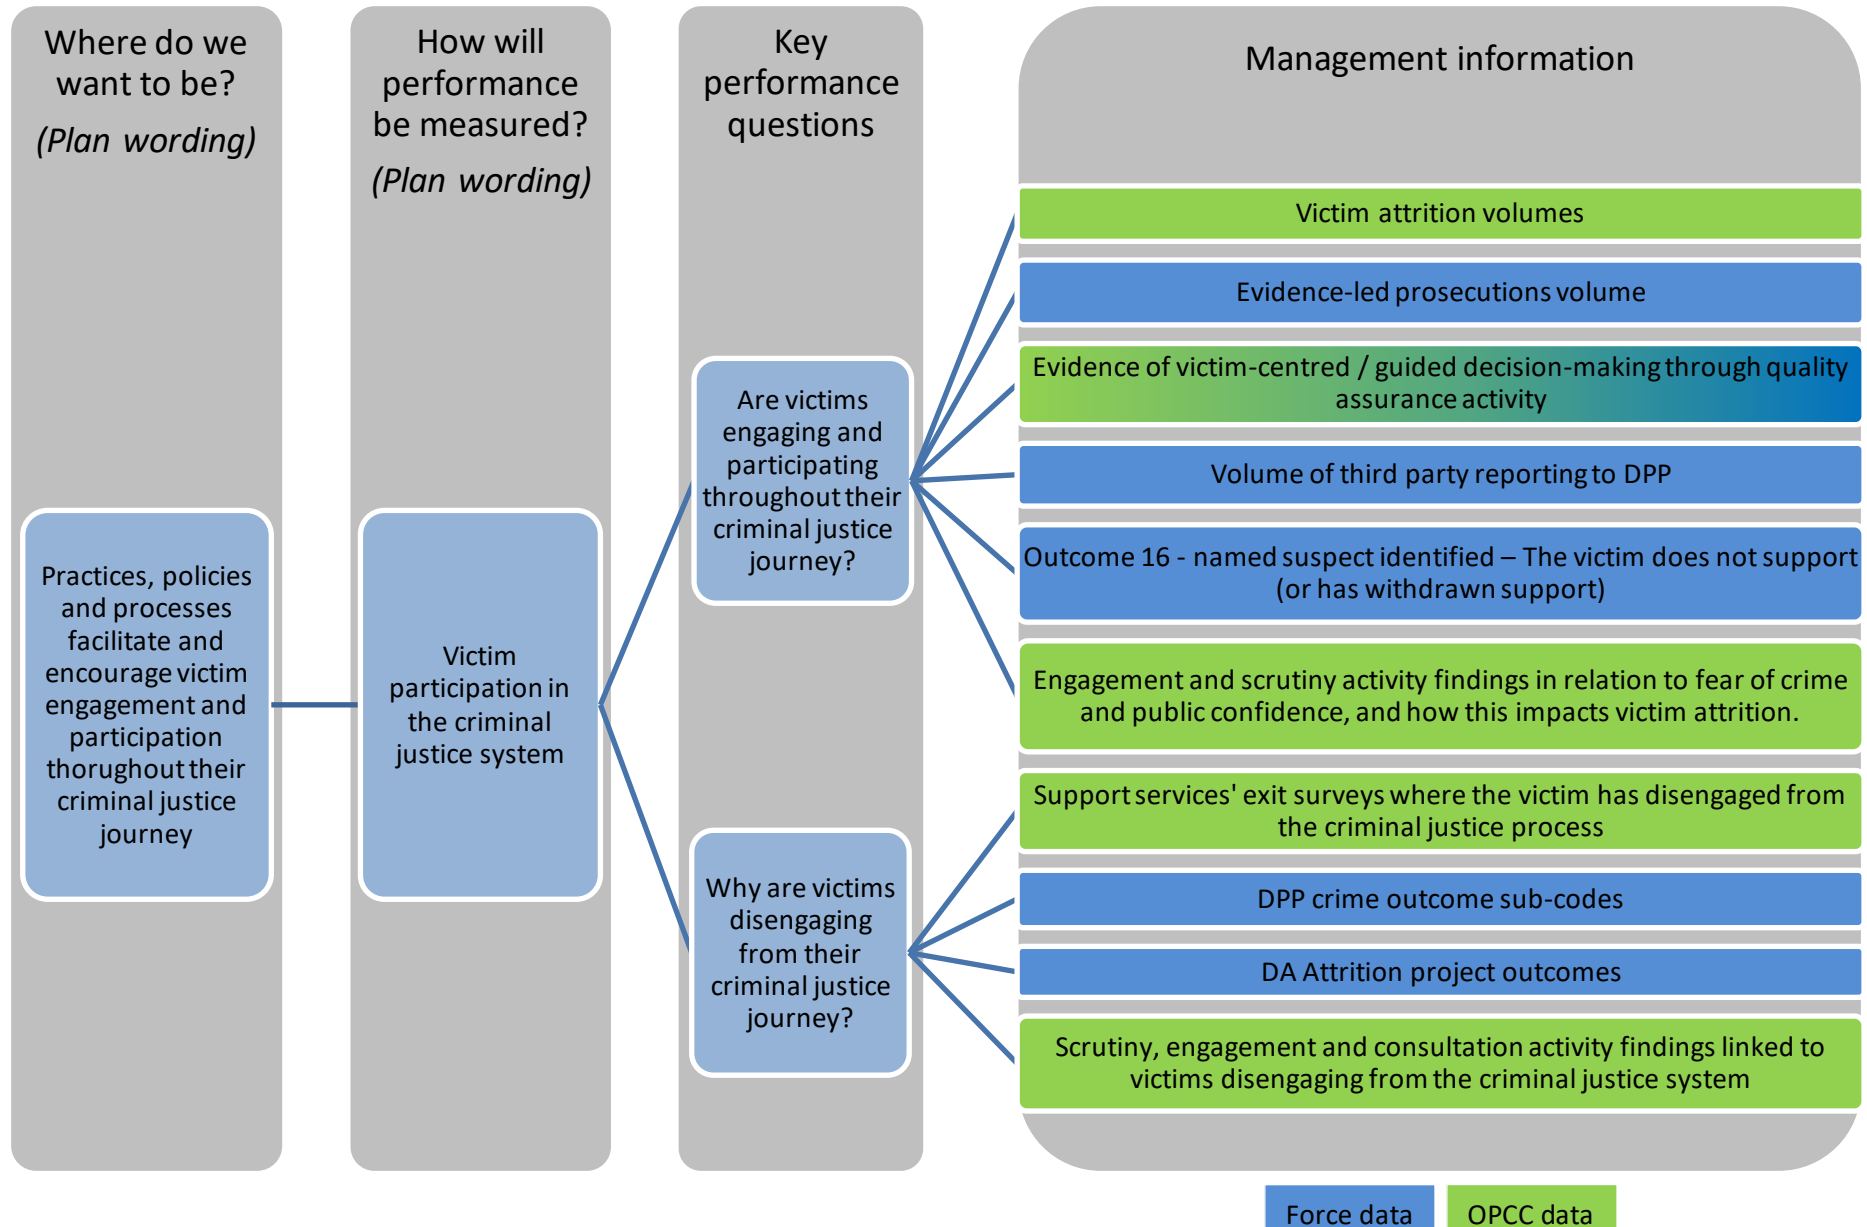 Where do we
want to be?
(Plan wording)
How will
performance
be measured?
(Plan wording)
Key
performance
questions
Management information
Practices, policies
and processes
facilitate and
encourage victim
engagement and
participation
thorughout their
criminal justice
journey
Victim
participation in
the criminal
justice system
Are victims
engaging and
participating
throughout their
criminal justice
journey?
Why are victims
disengaging
from their
criminal justice
journey?
Victim attrition volumes
Evidence-led prosecutions volume
Evidence of victim-centred / guided decision-making through quality
assurance activity
Volume of third party reporting to DPP
Outcome 16 - named suspect identified – The victim does not support
(or has withdrawn support)
Engagement and scrutiny activity findings in relation to fear of crime
and public confidence, and how this impacts victim attrition.
Support services' exit surveys where the victim has disengaged from
the criminal justice process
DPP crime outcome sub-codes
DA Attrition project outcomes
Scrutiny, engagement and consultation activity findings linked to
victims disengaging from the criminal justice system
Force data
OPCC data